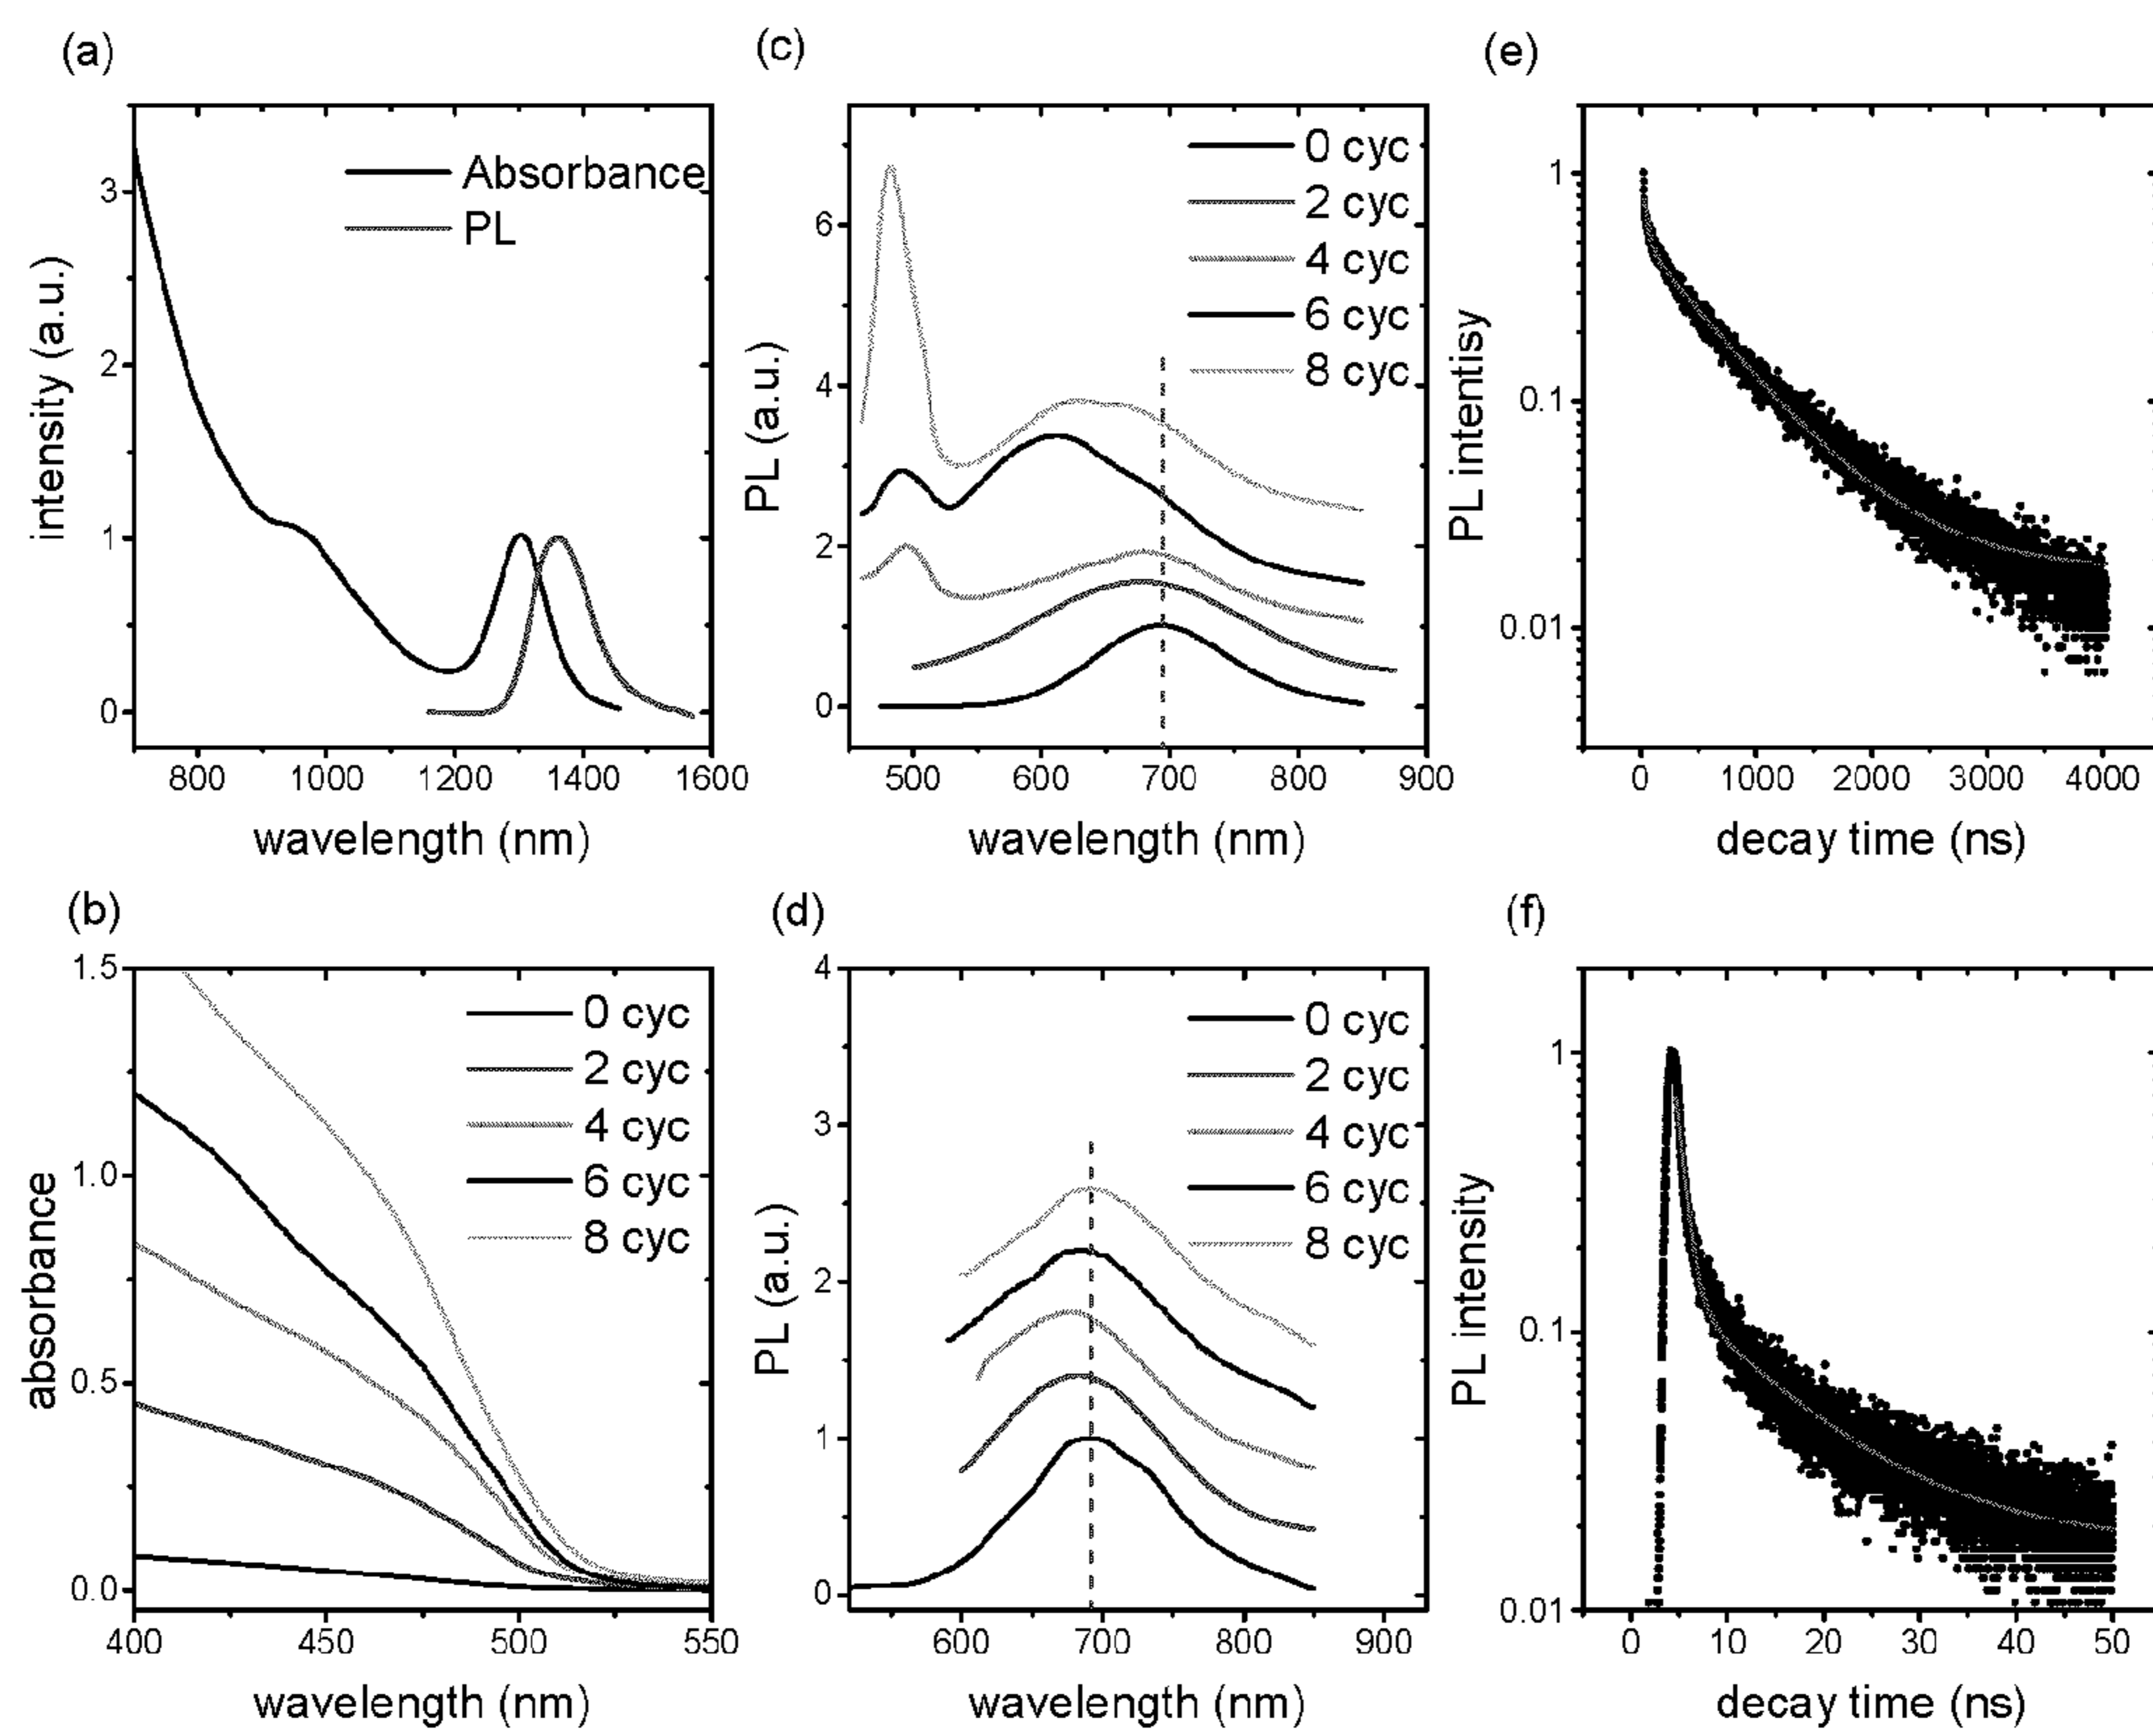 (a)
Absorbance
PL
intensity (a.u.)
3
2
1
0
800 1000 1200 1400 1600
wavelength (nm)
(c)
0 cyc
2 cyc
4 cyc
6 cyc
8 cyc
PL (a.u.)
6
4
2
0
500 600 700 800 900
wavelength (nm)
(e)
PL intentisy
1
0.1
0.01
0 1000 2000 3000 4000
decay time (ns)
(b)
0 cyc
2 cyc
4 cyc
6 cyc
8 cyc
absorbance
1.5
1.0
0.5
0.0
400 450 500 550
wavelength (nm)
(d)
0 cyc
2 cyc
4 cyc
6 cyc
8 cyc
PL (a.u.)
4
3
2
1
0
600 700 800 900
wavelength (nm)
(f)
PL intensity
1
0.1
0.01
0 10 20 30 40 50
decay time (ns)